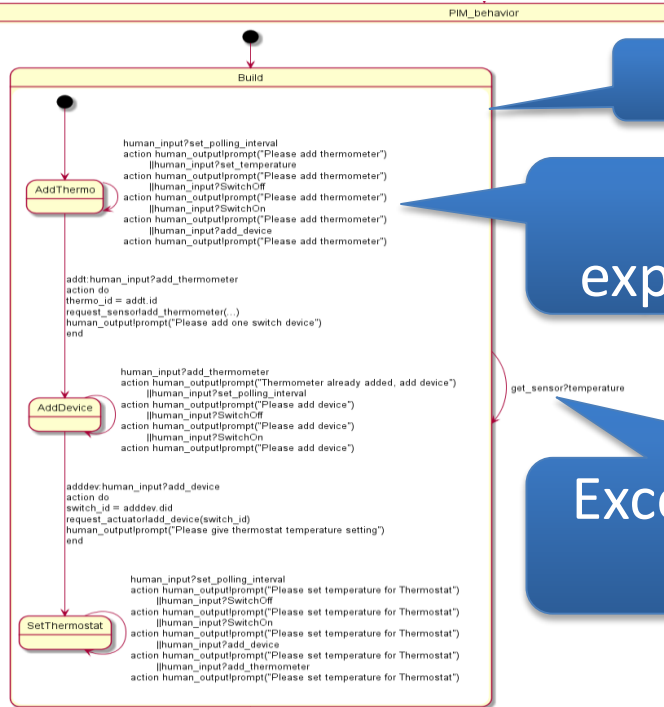 PIM_behavior
Build
human_input?set_polling_interval
action human_output!prompt("Please add thermometer")
||human_input?set_temperature
action human_output!prompt("Please add thermometer")
||human_input?SwitchOff
action human_output!prompt("Please add thermometer")
||human_input?SwitchOn
action human_output!prompt("Please add thermometer")
||human_input?add_device
action human_output!prompt("Please add thermometer")
AddThermo
exp
addt:human_input?add_thermometer
action do
thermo_id = addt.id
request_sensor!add_thermometer(...)
human_output!prompt("Please add one switch device")
end
human_input?add_thermometer
action human_output!prompt("Thermometer already added, add device")
||human_input?set_polling_interval
action human_output!prompt("Please add device")
||human_input?SwitchOff
action human_output!prompt("Please add device")
||human_input?SwitchOn
action human_output!prompt("Please add device")
AddDevice
get_sensor?temperature
adddev:human_input?add_device
action do
switch_id = adddev.did
request_actuator!add_device(switch_id)
human_output!prompt("Please give thermostat temperature setting")
end
Exc
human_input?set_polling_interval
action human_output!prompt("Please set temperature for Thermostat")
||human_input?SwitchOff
action human_output!prompt("Please set temperature for Thermostat")
||human_input?SwitchOn
action human_output!prompt("Please set temperature for Thermostat")
||human_input?add_device
action human_output!prompt("Please set temperature for Thermostat")
||human_input?add_thermometer
action human_output!prompt("Please set temperature for Thermostat")
SetThermostat